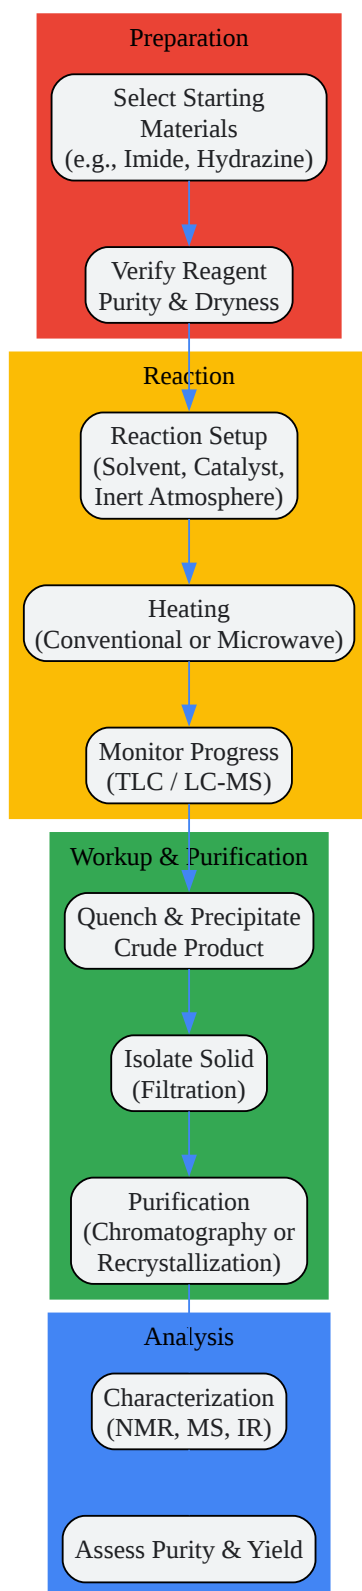 Preparation
Select Starting
Materials
(e.g., Imide, Hydrazine)
Verify Reagent
Purity & Dryness
Reaction
Reaction Setup
(Solvent, Catalyst,
Inert Atmosphere)
Heating
(Conventional or Microwave)
Monitor Progress
(TLC / LC-MS)
Workup & Purification
Quench & Precipitate
Crude Product
Isolate Solid
(Filtration)
Purification
(Chromatography or
Recrystallization)
Analysis
Characterization
(NMR, MS, IR)
Assess Purity & Yield